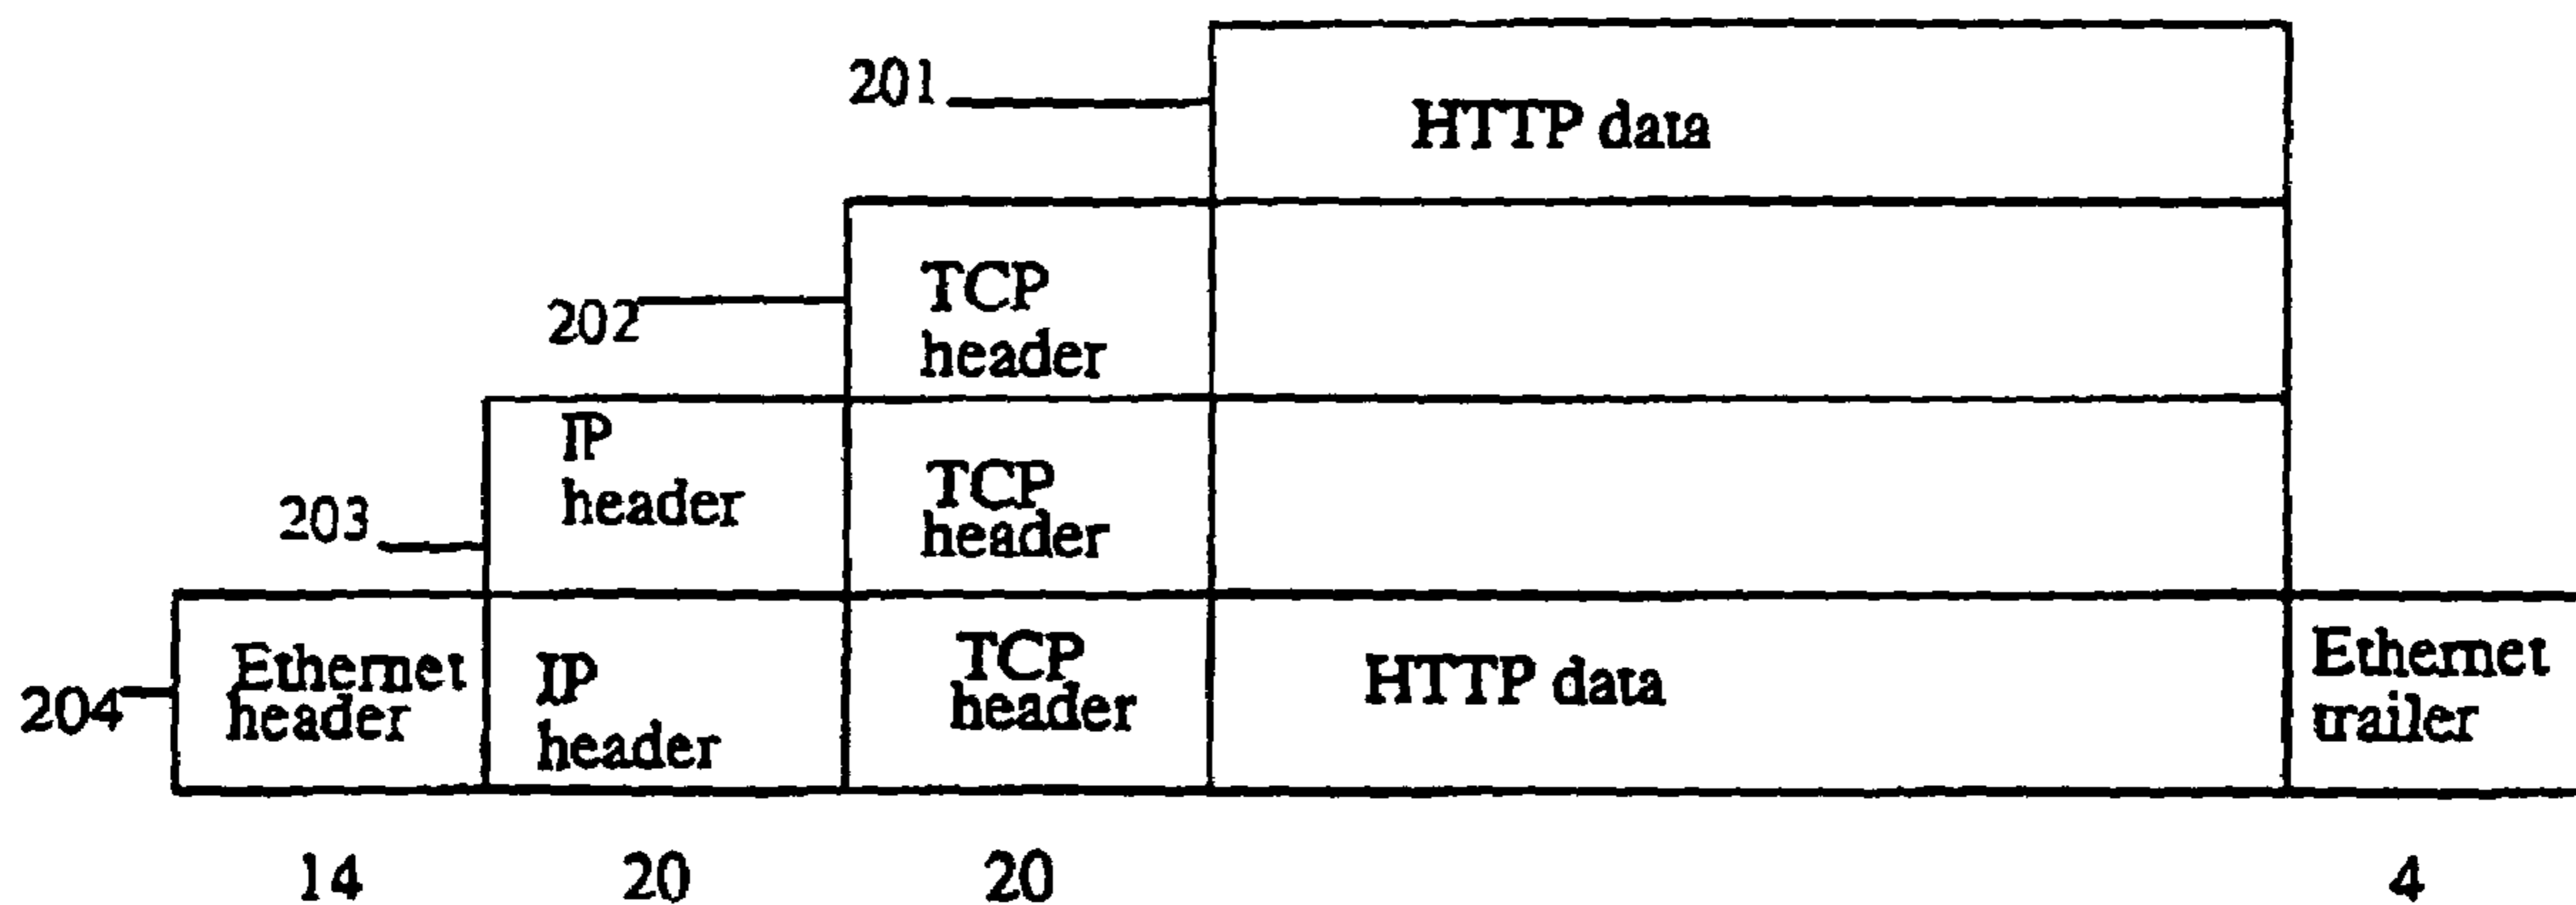 201
HTTP data
202
TCP
header
203
IP
header
TCP
header
204
Ethernet
header
IP
header
TCP
header
HTTP data
Ethernet
trailer
14
20
20
4